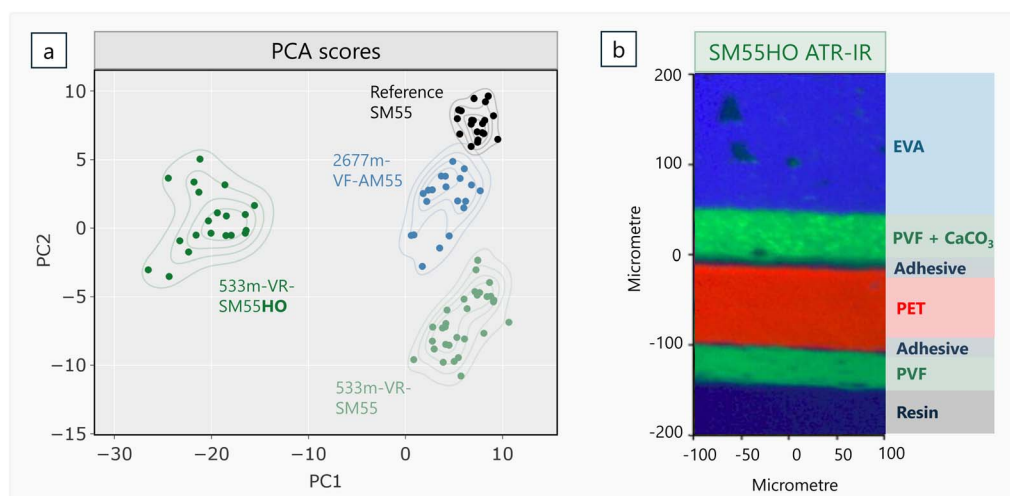 a
PCA scores
10
5
0
−5
−10
−15
PC2
−30
−20
−10
0
10
PC1
Reference
SM55
2677m-
VF-AM55
533m-VR-
SM55HO
533m-VR-
SM55
b
SM55HO ATR-IR
200
100
0
-100
-200
Micrometre
-100
-50
0
50
100
Micrometre
EVA
PVF + CaCO₃
Adhesive
PET
Adhesive
PVF
Resin